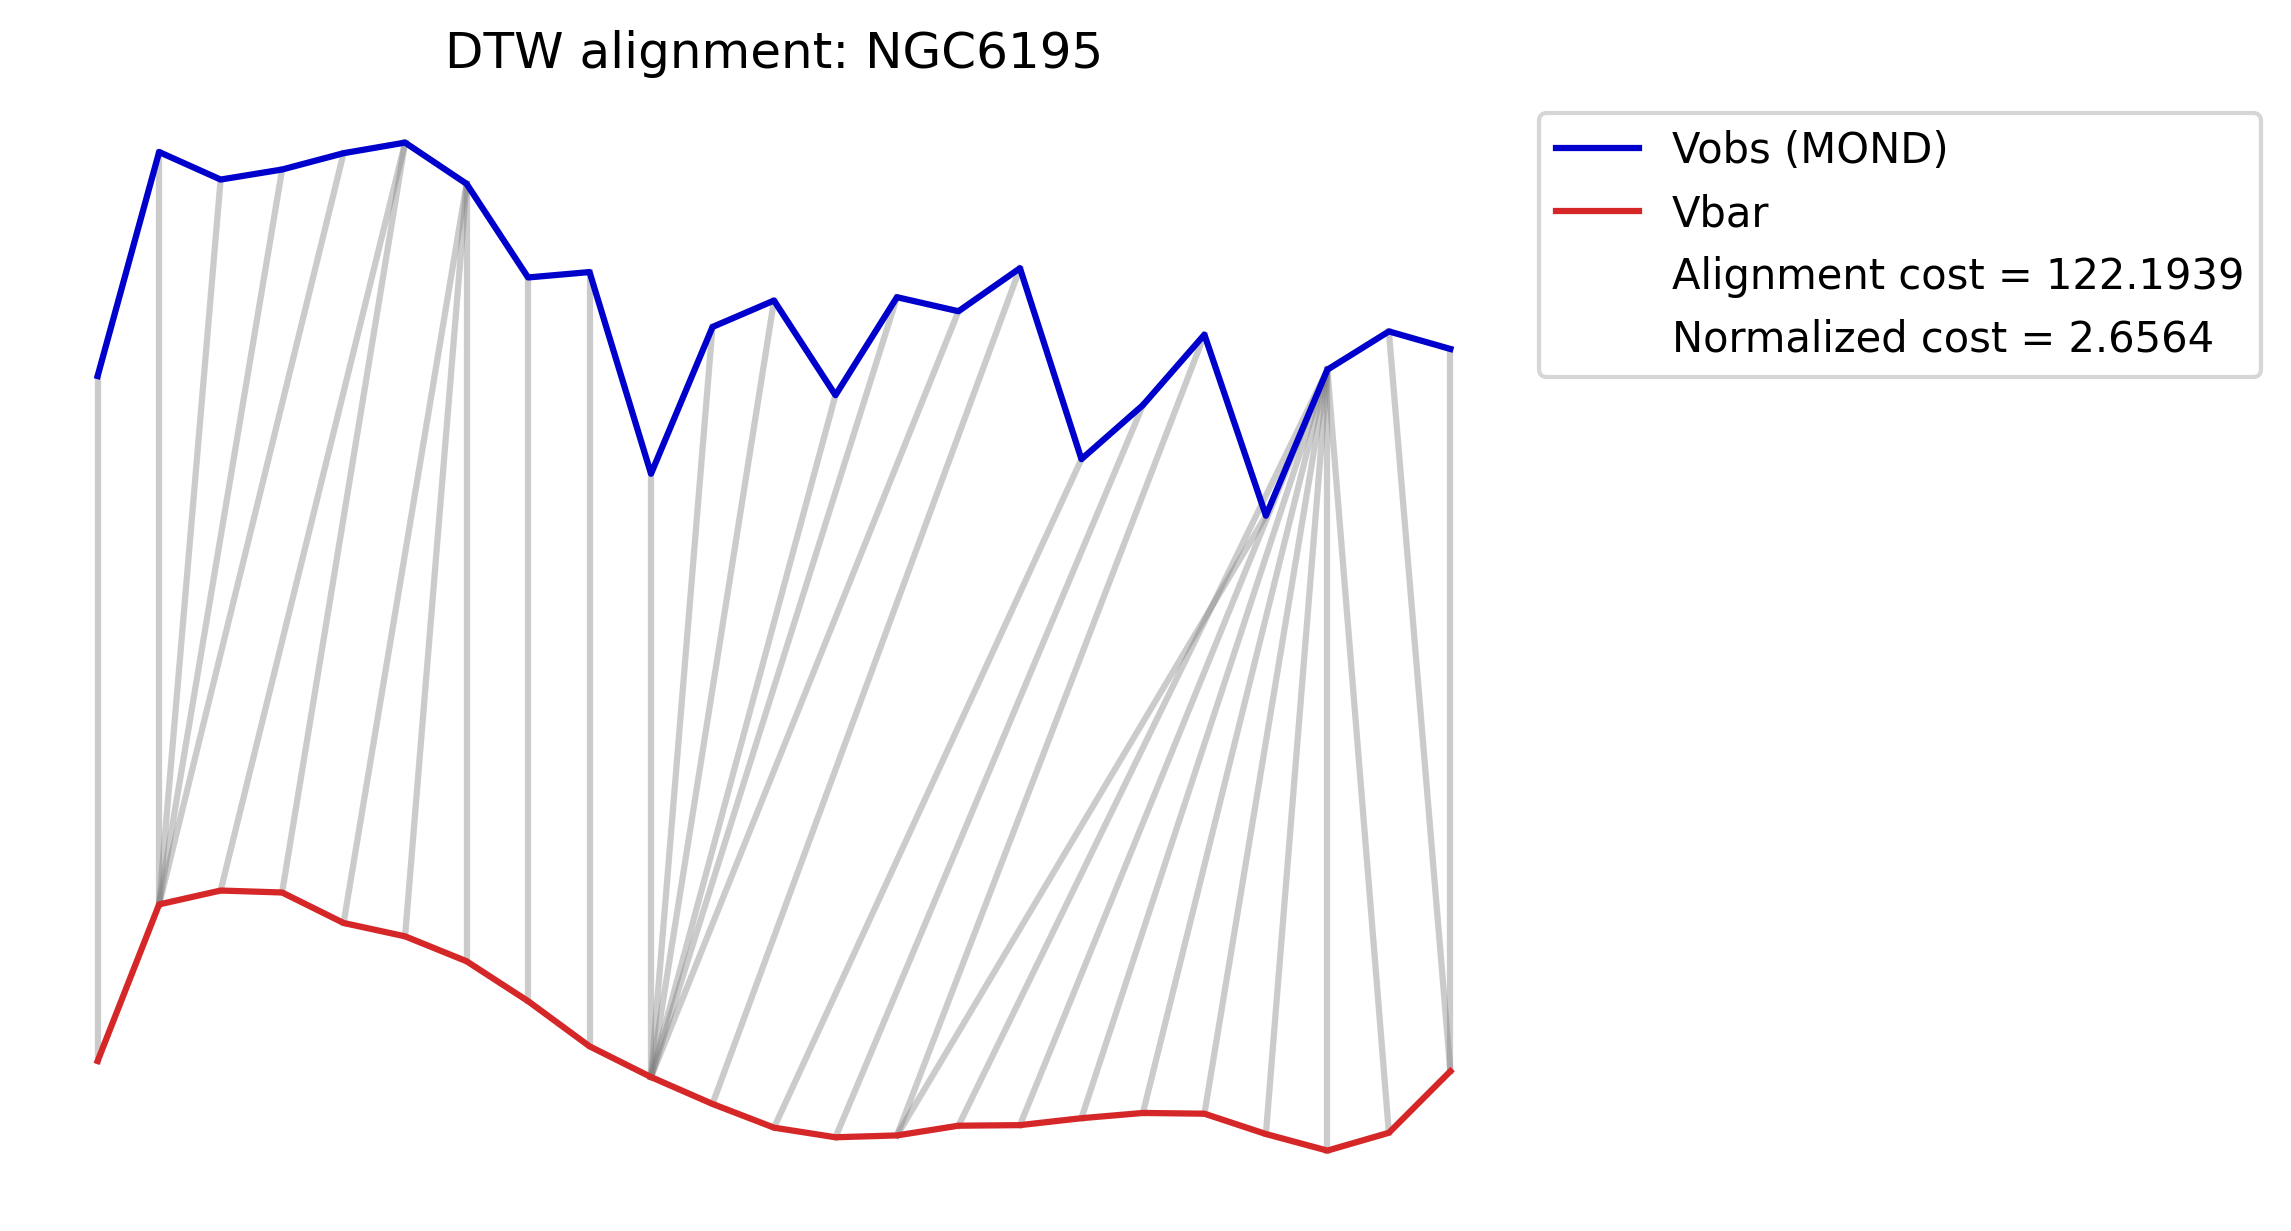 DTW alignment: NGC6195
Vobs (MOND)
Vbar
Alignment cost = 122.1939
Normalized cost = 2.6564